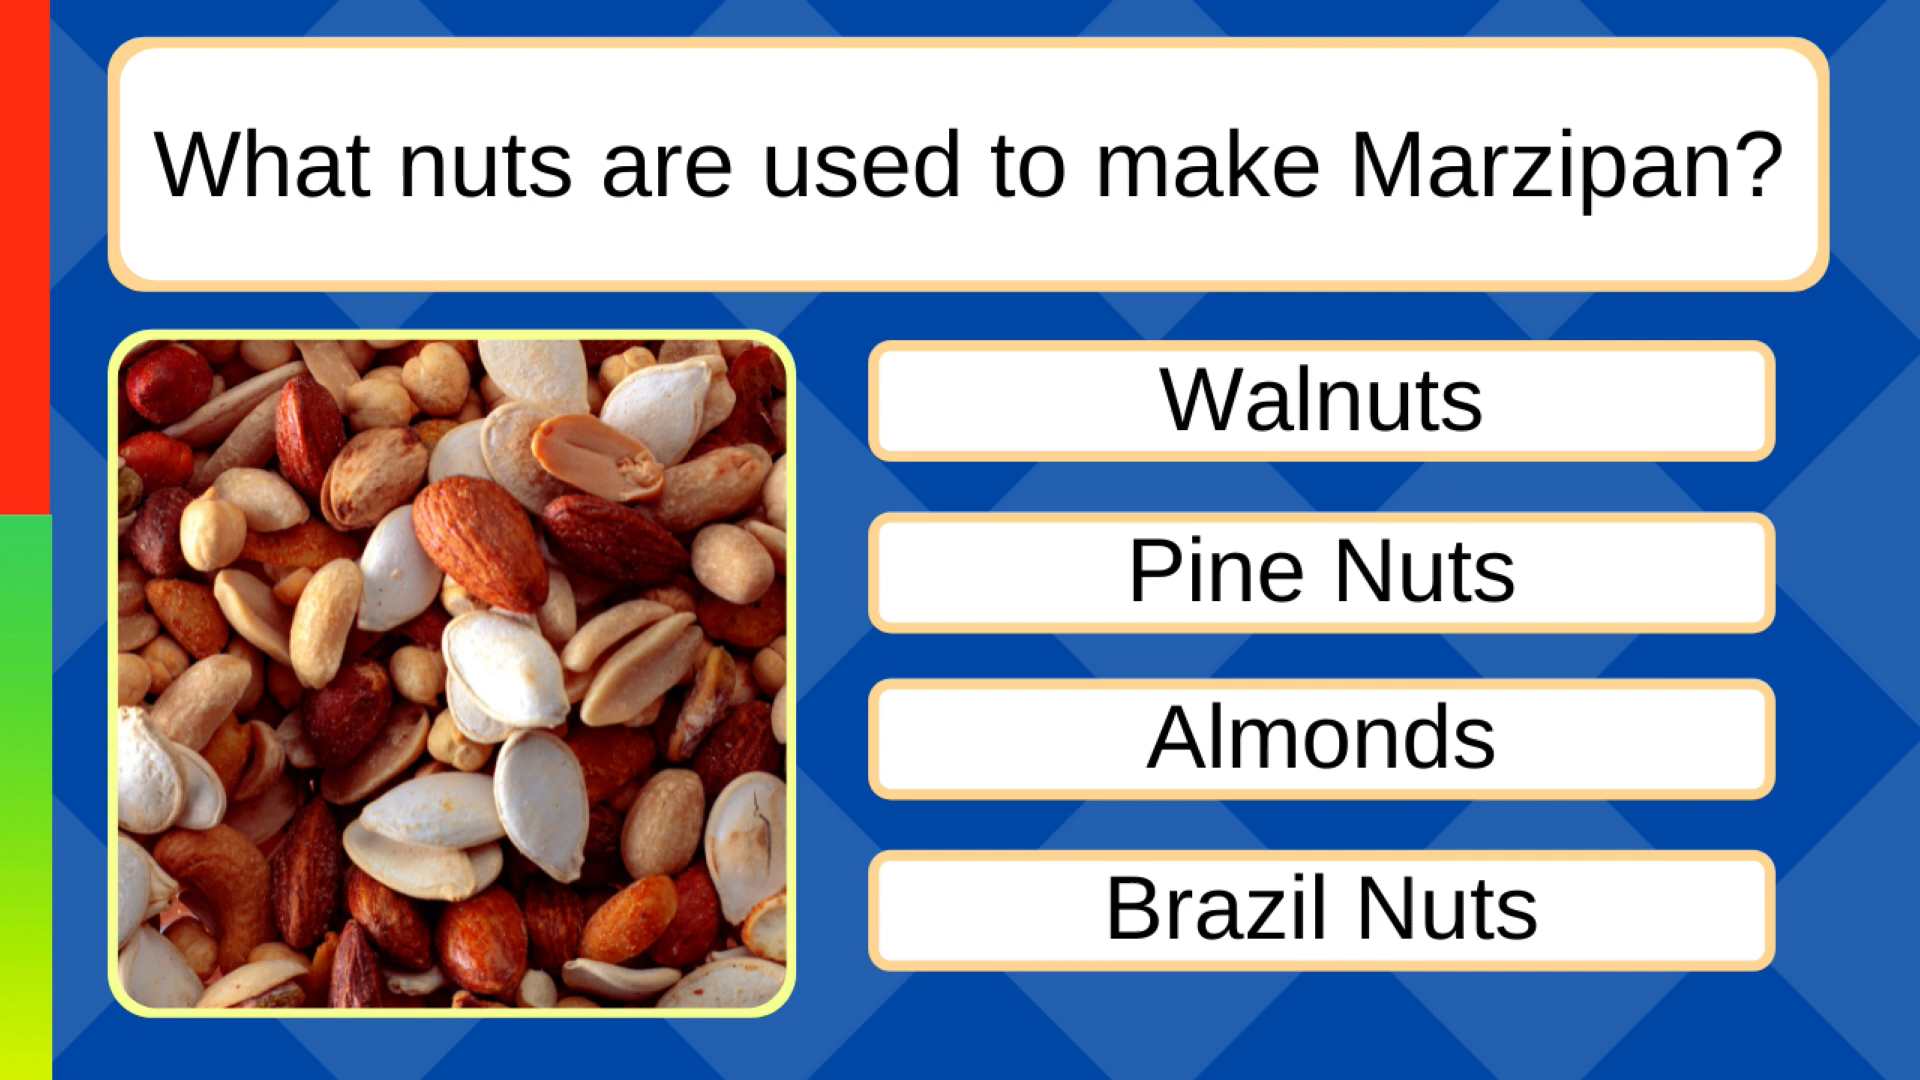 What nuts are used to make Marzipan?
Walnuts
Pine Nuts
Almonds
Brazil Nuts